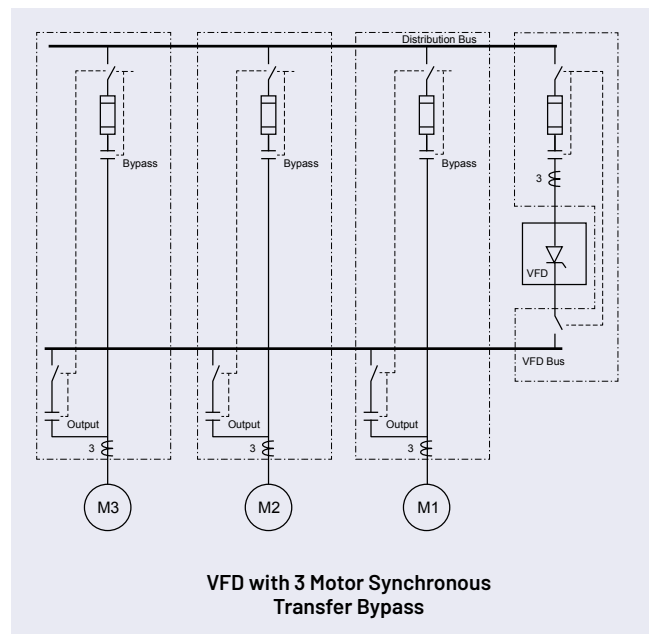 Distribution Bus
Bypass
Bypass
Bypass
3
VFD
VFD Bus
Output
Output
Output
3
3
3
M3
M2
M1
VFD with 3 Motor Synchronous
Transfer Bypass